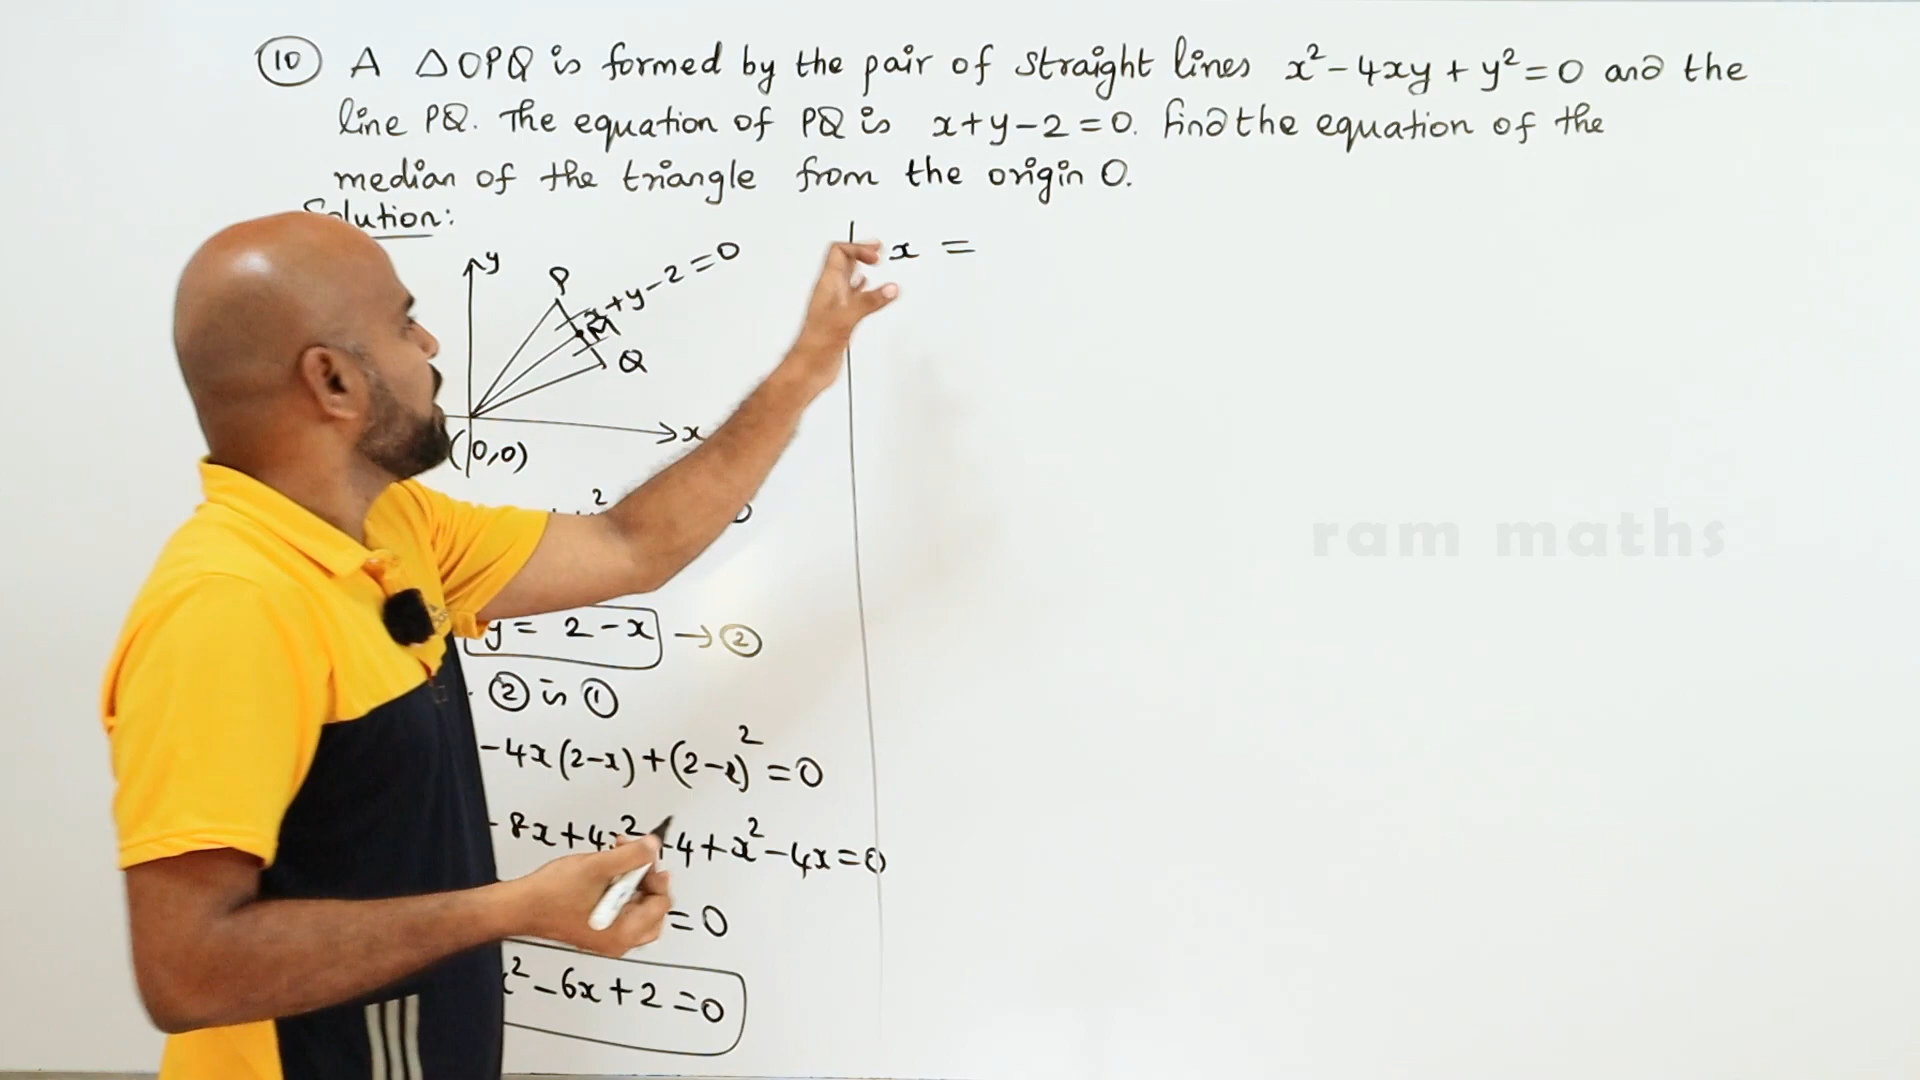 10 A △OPQ is formed by the pair of straight lines x² - 4xy + y² = 0 and the
line PQ. The equation of PQ is x + y - 2 = 0. Find the equation of the
median of the triangle from the origin O.
Solution:
y
P
x + y - 2 = 0
M
Q
x
(0,0)
2
y = 2 - x → 2
2 in 1
- 4x(2-x) + (2-x)² = 0
- 8x + 4x² + 4 + x² - 4x = 0
= 0
x² - 6x + 2 = 0
x =
ram maths